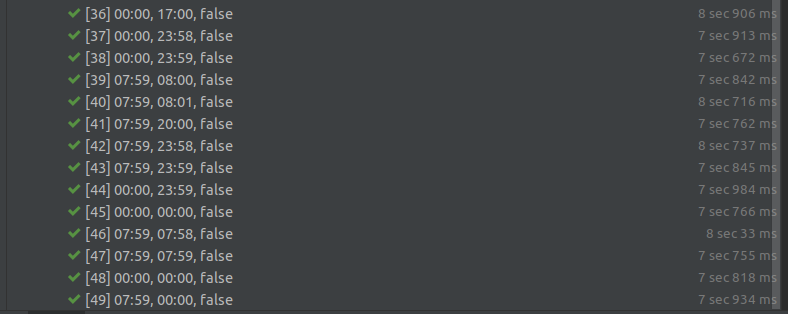 [36] 00:00, 17:00, false 8 sec 906 ms
[37] 00:00, 23:58, false 7 sec 913 ms
[38] 00:00, 23:59, false 7 sec 672 ms
[39] 07:59, 08:00, false 7 sec 842 ms
[40] 07:59, 08:01, false 8 sec 716 ms
[41] 07:59, 20:00, false 7 sec 762 ms
[42] 07:59, 23:58, false 8 sec 737 ms
[43] 07:59, 23:59, false 7 sec 845 ms
[44] 00:00, 23:59, false 7 sec 984 ms
[45] 00:00, 00:00, false 7 sec 766 ms
[46] 07:59, 07:58, false 8 sec 33 ms
[47] 07:59, 07:59, false 7 sec 755 ms
[48] 00:00, 00:00, false 7 sec 818 ms
[49] 07:59, 00:00, false 7 sec 934 ms